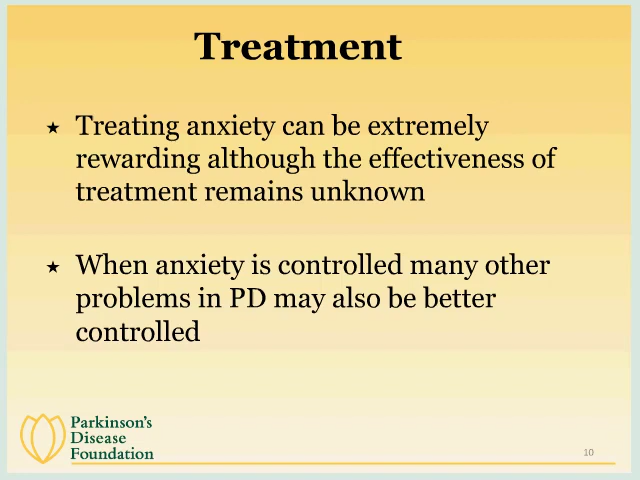 Treatment
★ Treating anxiety can be extremely
rewarding although the effectiveness of
treatment remains unknown
★ When anxiety is controlled many other
problems in PD may also be better
controlled
Parkinson's
Disease
Foundation
10